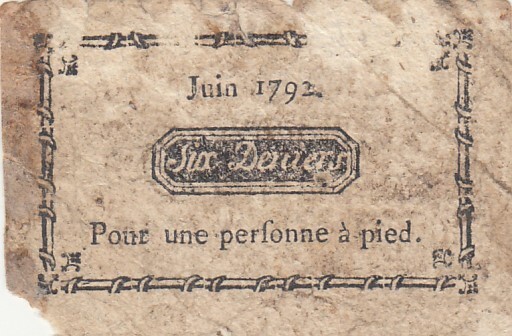 Juin 1792.
Six Deniers
Pour une perſonne à pied.